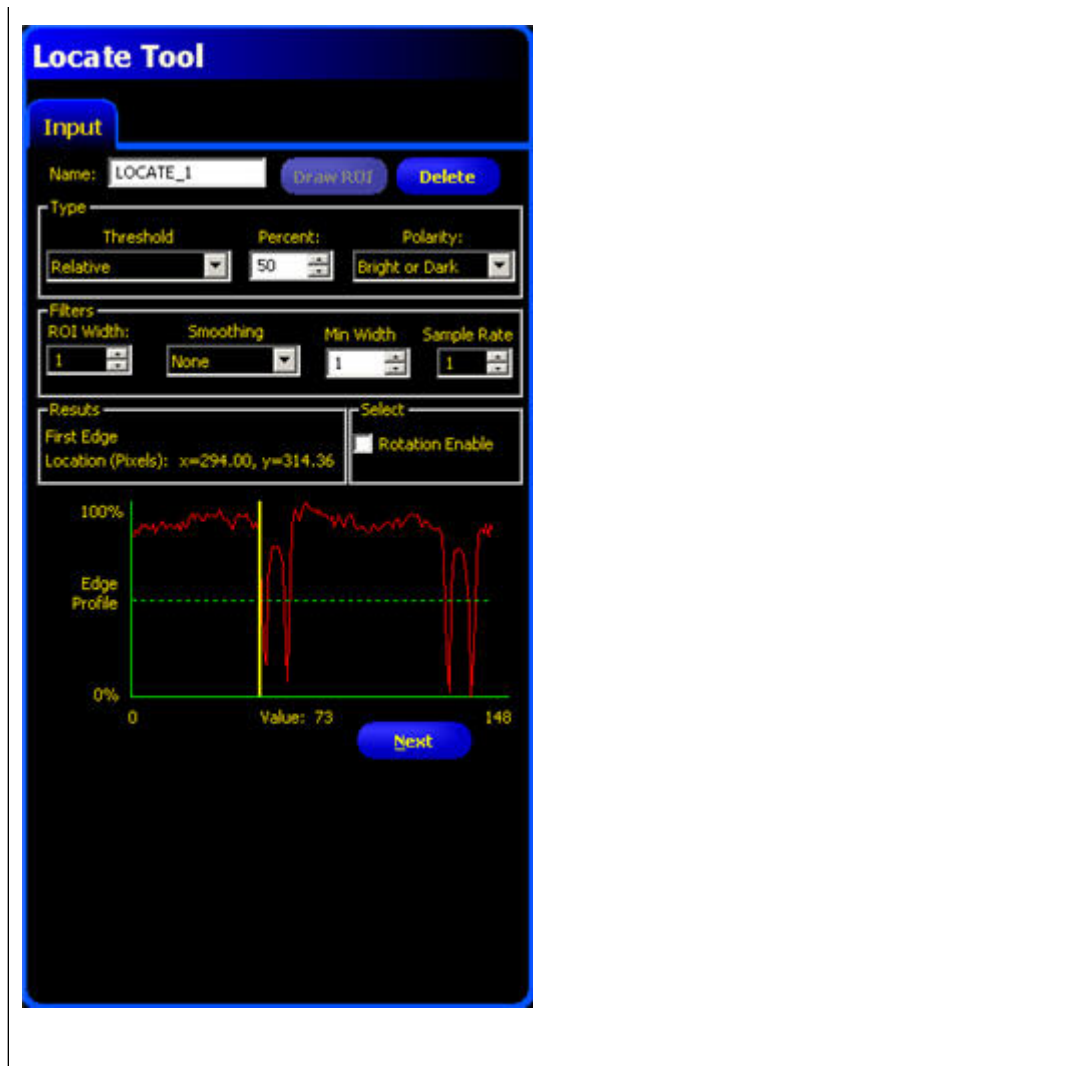 Locate Tool
Input
Name: LOCATE_1 Draw ROI Delete
Type
Threshold Percent: Polarity:
Relative 50 Bright or Dark
Filters
ROI Width: Smoothing Min Width Sample Rate
1 None 1 1
Resuts Select
First Edge
Rotation Enable
Location (Pixels): x=294.00, y=314.36
100%
Edge
Profile
0%
0 Value: 73 148
Next